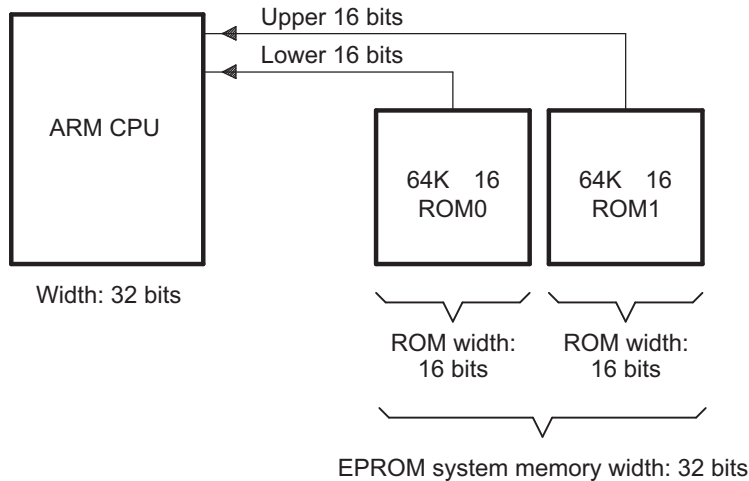 Upper 16 bits
Lower 16 bits
ARM CPU
64K 16
ROM0
64K 16
ROM1
Width: 32 bits
ROM width:
16 bits
ROM width:
16 bits
EPROM system memory width: 32 bits